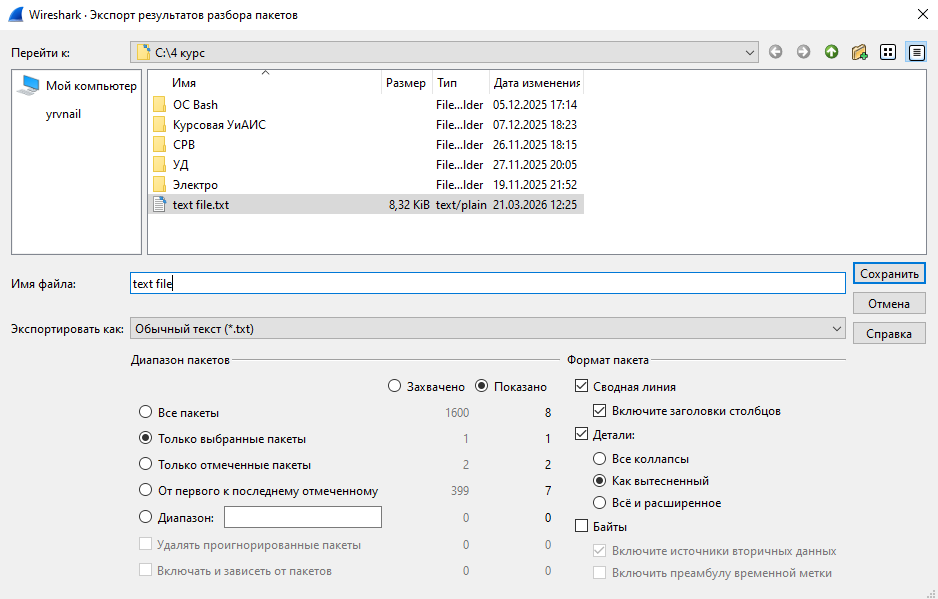 Wireshark · Экспорт результатов разбора пакетов
Перейти к:
C:\4 курс
Мой компьютер
yrvnail
Имя Размер Тип Дата изменения
ОС Bash File...lder 05.12.2025 17:14
Курсовая УиАИС File...lder 07.12.2025 18:23
СРВ File...lder 26.11.2025 18:15
УД File...lder 27.11.2025 20:05
Электро File...lder 19.11.2025 21:52
text file.txt 8,32 KiB text/plain 21.03.2026 12:25
Имя файла:
text file
Сохранить
Отмена
Экспортировать как:
Обычный текст (*.txt)
Справка
Диапазон пакетов
Захвачено Показано
Все пакеты 1600 8
Только выбранные пакеты 1 1
Только отмеченные пакеты 2 2
От первого к последнему отмеченному 399 7
Диапазон: 0 0
Удалять проигнорированные пакеты 0 0
Включать и зависеть от пакетов 0 0
Формат пакета
Сводная линия
Включите заголовки столбцов
Детали:
Все коллапсы
Как вытесненный
Всё и расширенное
Байты
Включите источники вторичных данных
Включить преамбулу временной метки